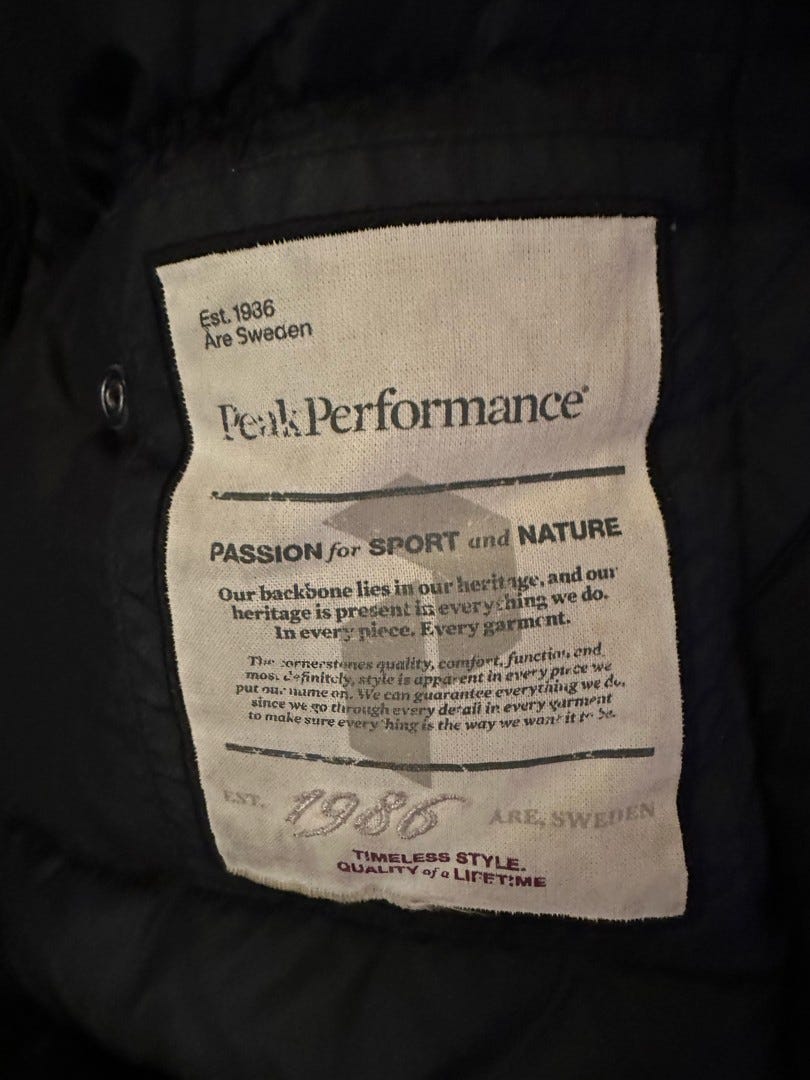 Est. 1936
Åre Sweden
PeakPerformance®
PASSION for SPORT and NATURE
Our backbone lies in our heritage, and our
heritage is present in everything we do.
In every piece. Every garment.
The cornerstones quality, comfort, function, and
most definitely, style is apparent in every piece we
put our name on. We can guarantee everything we do,
since we go through every detail in every garment
to make sure everything is the way we want it to be.
EST. 1986 ARE, SWEDEN
TIMELESS STYLE.
QUALITY of a LIFETIME